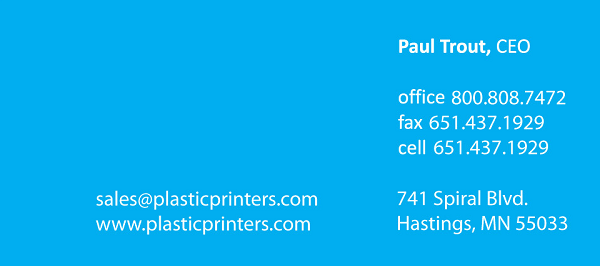 Paul Trout, CEO
office 800.808.7472
fax 651.437.1929
cell 651.437.1929
sales@plasticprinters.com
www.plasticprinters.com
741 Spiral Blvd.
Hastings, MN 55033